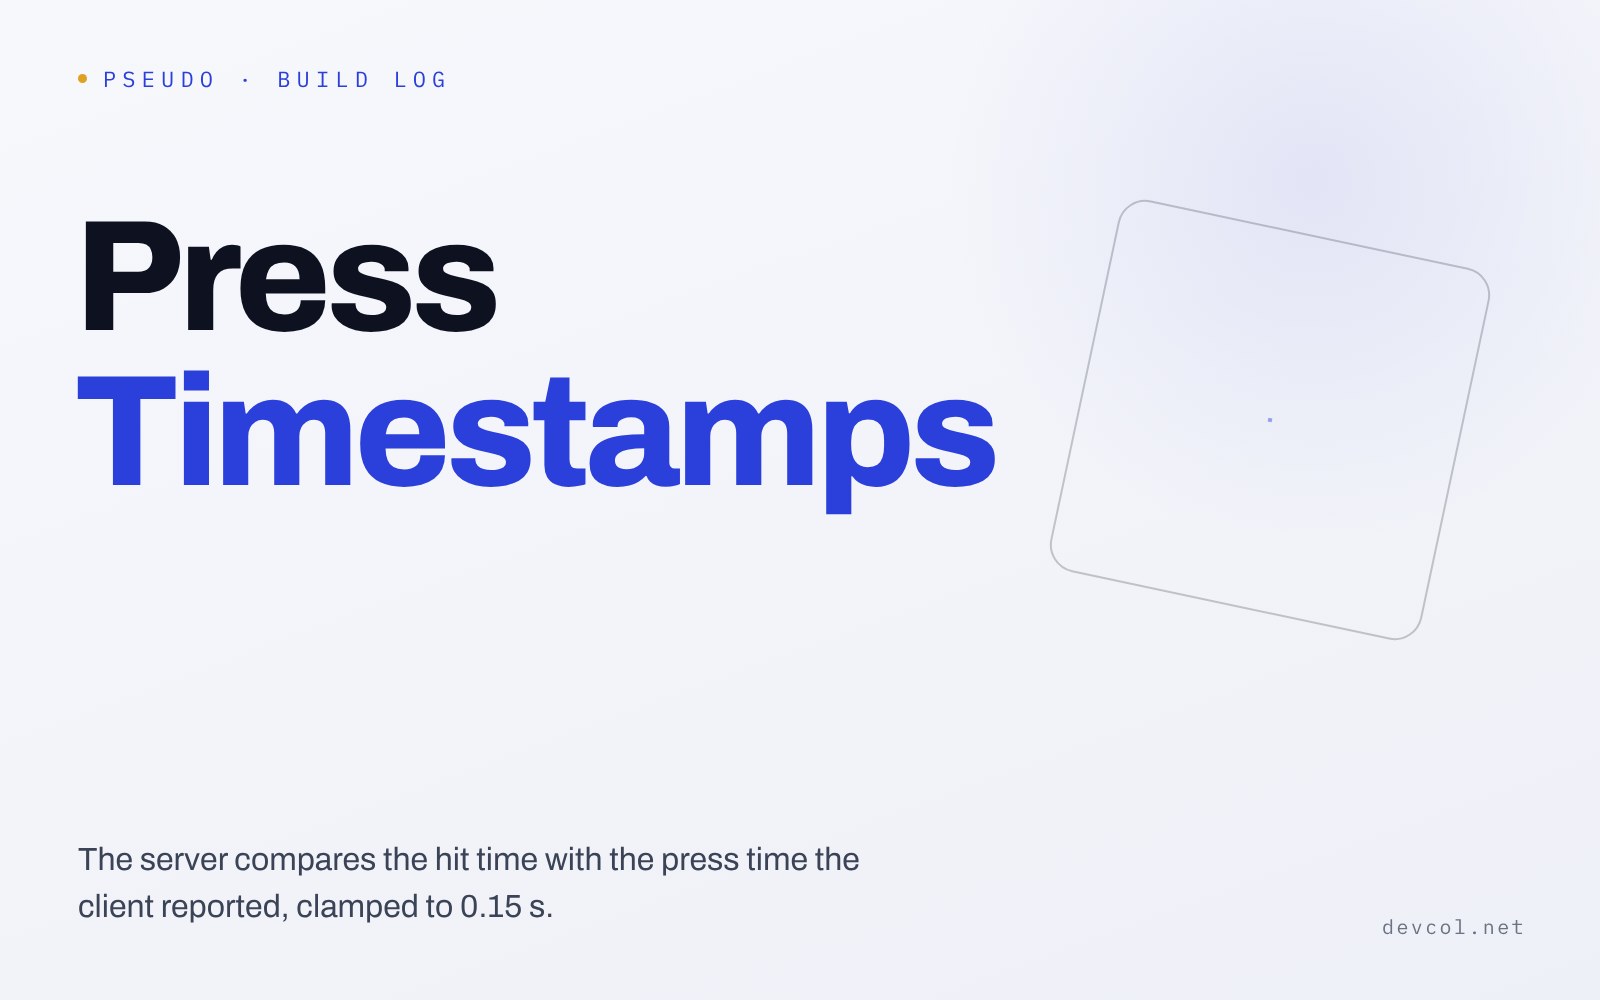 PSEUDO · BUILD LOG
Press
Timestamps
The server compares the hit time with the press time the
client reported, clamped to 0.15 s.
devcol.net